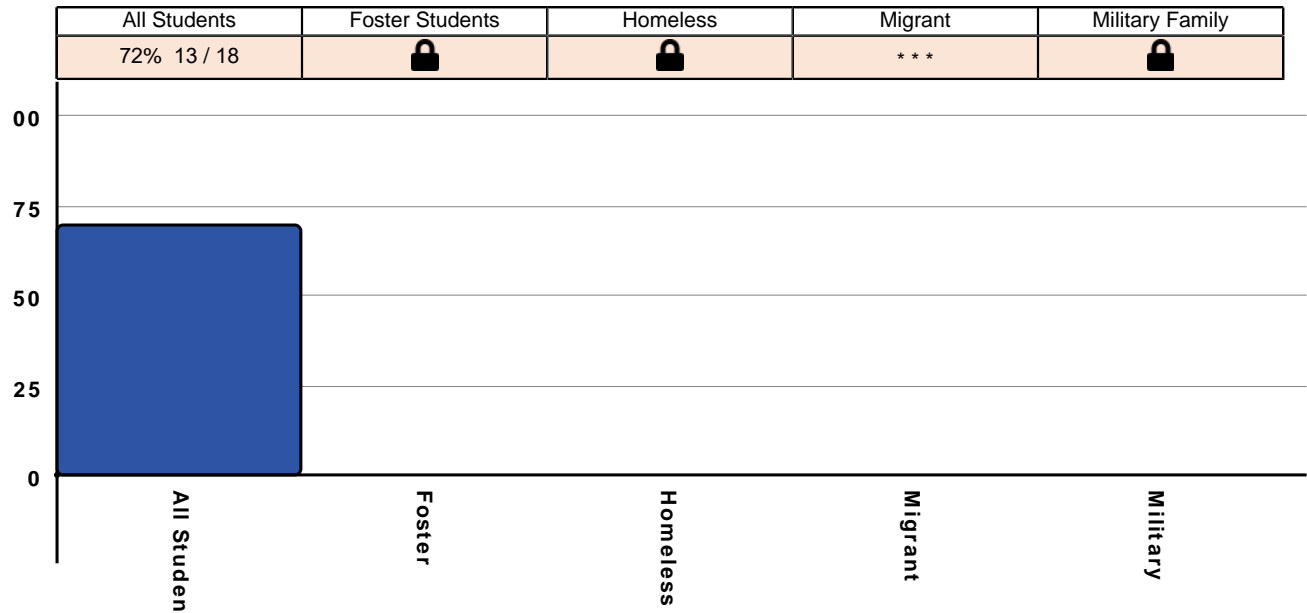 All Students Foster Students Homeless Migrant Military Family
72% 13 / 18 * * *
00
75
50
25
0
All Studen
Foster
Homeless
Migrant
Military